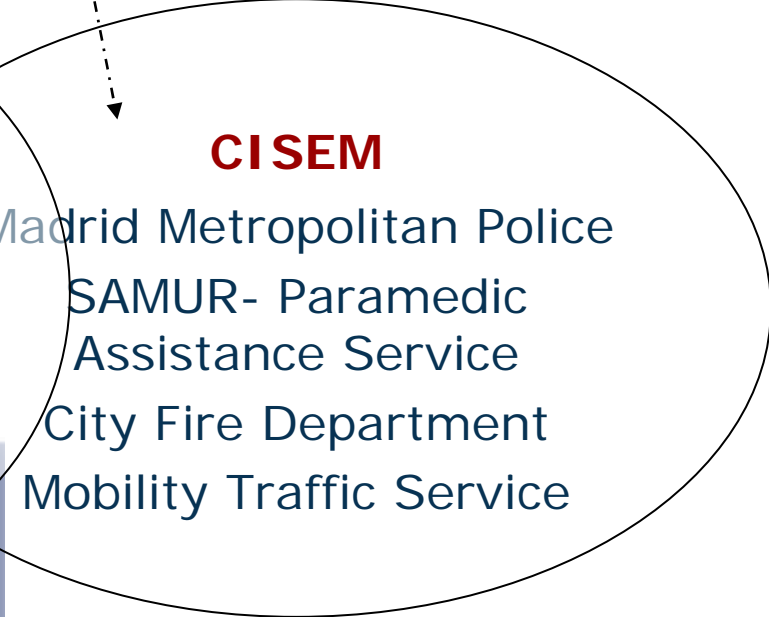 CISEM
Madrid Metropolitan Police
SAMUR- Paramedic
Assistance Service
City Fire Department
Mobility Traffic Service